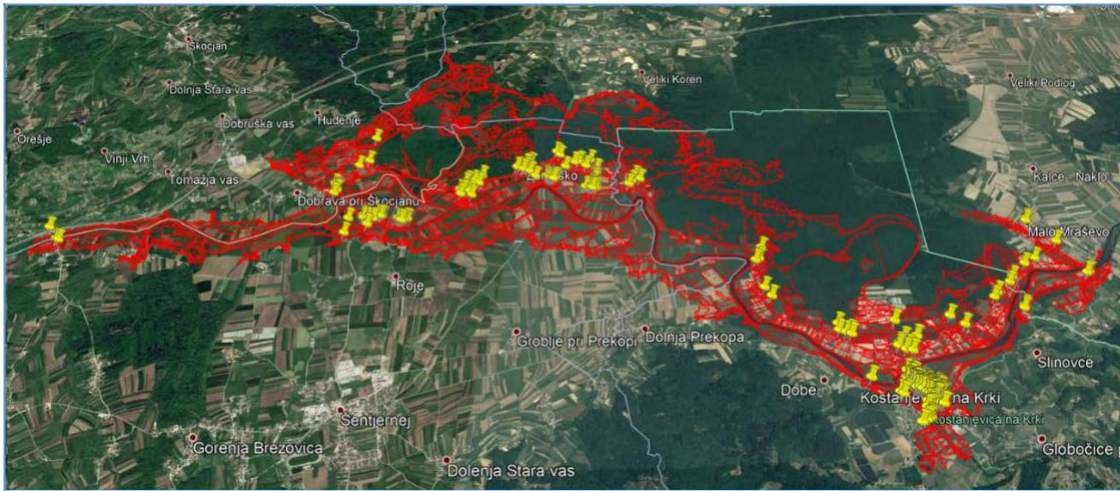 Škocjan
Veliki Koren
Veliki Podlog
Dolnja Stara vas
Orešje
Dobruška vas
Hudenje
Vinji Vrh
Tomažja vas
Kalce - Naklo
Dobrava pri Škocjanu
Malo Mraševo
Roje
Groblje pri Prekopi
Dolnja Prekopa
Slinovce
Dobe
Kostanjevica na Krki
Šentjernej
Kostanjevica na Krki
Gorenja Brezovica
Globočice p
Dolenja Stara vas